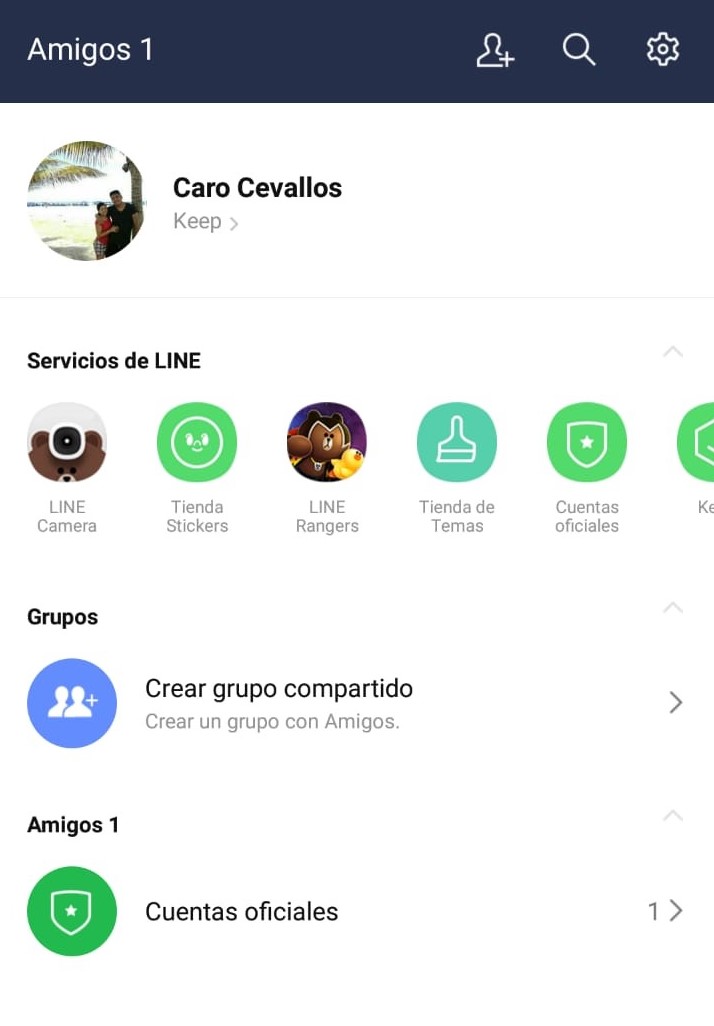 Amigos 1
Caro Cevallos
Keep
Servicios de LINE
LINE
Camera
Tienda
Stickers
LINE
Rangers
Tienda de
Temas
Cuentas
oficiales
Ke
Grupos
Crear grupo compartido
Crear un grupo con Amigos.
Amigos 1
Cuentas oficiales
1